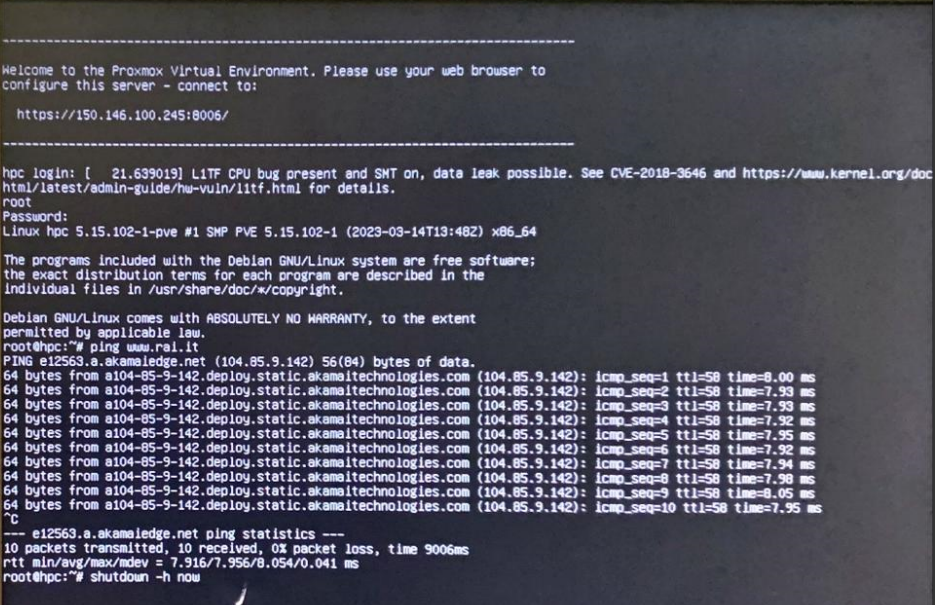 ------------------------------------------------------------------------------
Welcome to the Proxmox Virtual Environment. Please use your web browser to
configure this server - connect to:
https://150.146.100.245:8006/
------------------------------------------------------------------------------
hpc login: [   21.639019] L1TF CPU bug present and SMT on, data leak possible. See CVE-2018-3646 and https://www.kernel.org/doc
html/latest/admin-guide/hw-vuln/l1tf.html for details.
root
Password:
Linux hpc 5.15.102-1-pve #1 SMP PVE 5.15.102-1 (2023-03-14T13:48Z) x86_64
The programs included with the Debian GNU/Linux system are free software;
the exact distribution terms for each program are described in the
individual files in /usr/share/doc/*/copyright.
Debian GNU/Linux comes with ABSOLUTELY NO WARRANTY, to the extent
permitted by applicable law.
root@hpc:~# ping www.rai.it
PING e12563.a.akamaiedge.net (104.85.9.142) 56(84) bytes of data.
64 bytes from a104-85-9-142.deploy.static.akamaitechnologies.com (104.85.9.142): icmp_seq=1 ttl=58 time=8.00 ms
64 bytes from a104-85-9-142.deploy.static.akamaitechnologies.com (104.85.9.142): icmp_seq=2 ttl=58 time=7.93 ms
64 bytes from a104-85-9-142.deploy.static.akamaitechnologies.com (104.85.9.142): icmp_seq=3 ttl=58 time=7.93 ms
64 bytes from a104-85-9-142.deploy.static.akamaitechnologies.com (104.85.9.142): icmp_seq=4 ttl=58 time=7.92 ms
64 bytes from a104-85-9-142.deploy.static.akamaitechnologies.com (104.85.9.142): icmp_seq=5 ttl=58 time=7.95 ms
64 bytes from a104-85-9-142.deploy.static.akamaitechnologies.com (104.85.9.142): icmp_seq=6 ttl=58 time=7.92 ms
64 bytes from a104-85-9-142.deploy.static.akamaitechnologies.com (104.85.9.142): icmp_seq=7 ttl=58 time=7.94 ms
64 bytes from a104-85-9-142.deploy.static.akamaitechnologies.com (104.85.9.142): icmp_seq=8 ttl=58 time=7.98 ms
64 bytes from a104-85-9-142.deploy.static.akamaitechnologies.com (104.85.9.142): icmp_seq=9 ttl=58 time=8.05 ms
64 bytes from a104-85-9-142.deploy.static.akamaitechnologies.com (104.85.9.142): icmp_seq=10 ttl=58 time=7.95 ms
^C
--- e12563.a.akamaiedge.net ping statistics ---
10 packets transmitted, 10 received, 0% packet loss, time 9006ms
rtt min/avg/max/mdev = 7.916/7.956/8.054/0.041 ms
root@hpc:~# shutdown -h now